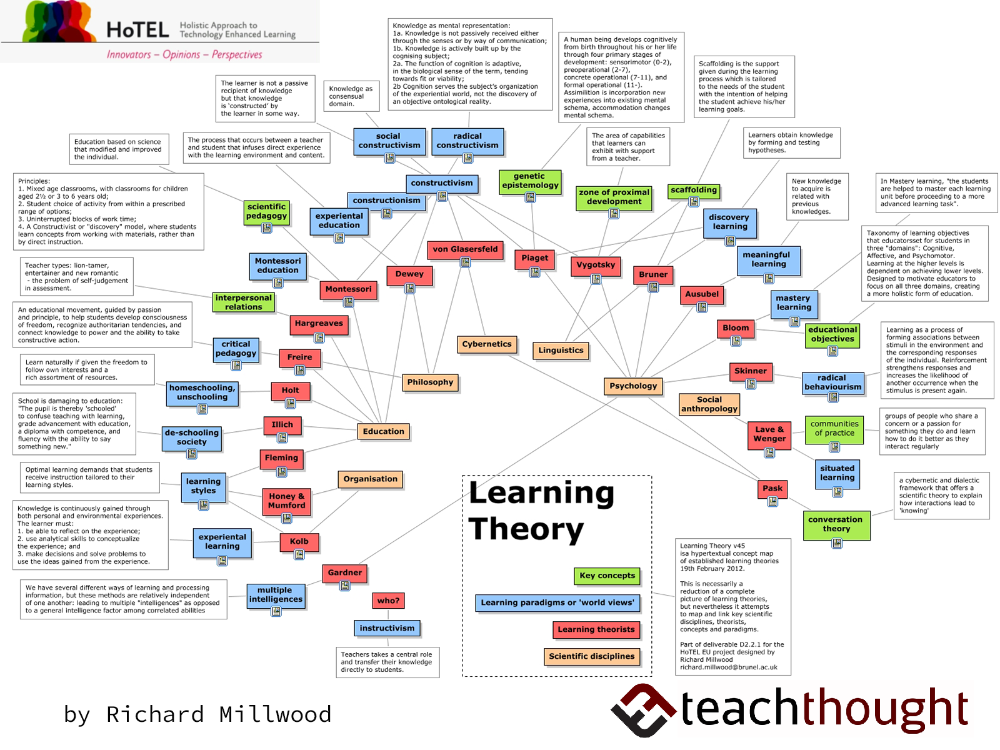 HoTEL
Holistic Approach to
Technology Enhanced Learning
Innovators – Opinions – Perspectives
Knowledge as mental representation:
1a. Knowledge is not passively received either
through the senses or by way of communication;
1b. Knowledge is actively built up by the
cognising subject;
2a. The function of cognition is adaptive,
in the biological sense of the term, tending
towards fit or viability;
2b Cognition serves the subject's organization
of the experiential world, not the discovery of
an objective ontological reality.
A human being develops cognitively
from birth throughout his or her life
through four primary stages of
development: sensorimotor (0-2),
preoperational (2-7),
concrete operational (7-11), and
formal operational (11-).
Assimilition is incorporation new
experiences into existing mental
schema, accommodation changes
mental schema.
Scaffolding is the support
given during the learning
process which is tailored
to the needs of the student
with the intention of helping
the student achieve his/her
learning goals.
The learner is not a passive
recipient of knowledge
but that knowledge
is 'constructed' by
the learner in some way.
Knowledge as
consensual
domain.
Education based on science
that modified and improved
the individual.
The process that occurs between a teacher
and student that infuses direct experience
with the learning environment and content.
social
constructivism
radical
constructivism
The area of capabilities
that learners can
exhibit with support
from a teacher.
Learners obtain knowledge
by forming and testing
hypotheses.
Principles:
1. Mixed age classrooms, with classrooms for children
aged 2½ or 3 to 6 years old;
2. Student choice of activity from within a prescribed
range of options;
3. Uninterrupted blocks of work time;
4. A Constructivist or "discovery" model, where students
learn concepts from working with materials, rather than
by direct instruction.
scientific
pedagogy
constructivism
constructionism
experiential
education
genetic
epistemology
zone of proximal
development
scaffolding
discovery
learning
New knowledge
to acquire is
related with
previous
knowledges.
In Mastery learning, "the students
are helped to master each learning
unit before proceeding to a more
advanced learning task".
Taxonomy of learning objectives
that educatorsset for students in
three "domains": Cognitive,
Affective, and Psychomotor.
Learning at the higher levels is
dependent on achieving lower levels.
Designed to motivate educators to
focus on all three domains, creating
a more holistic form of education.
Teacher types: lion-tamer,
entertainer and new romantic
- the problem of self-judgement
in assessment.
Montessori
education
von Glasersfeld
Piaget
Vygotsky
Bruner
meaningful
learning
Dewey
Montessori
interpersonal
relations
Ausubel
mastery
learning
An educational movement, guided by passion
and principle, to help students develop consciousness
of freedom, recognize authoritarian tendencies, and
connect knowledge to power and the ability to take
constructive action.
Hargreaves
Bloom
educational
objectives
Learning as a process of
forming associations between
stimuli in the environment and
the corresponding responses
of the individual. Reinforcement
strengthens responses and
increases the likelihood of
another occurrence when the
stimulus is present again.
critical
pedagogy
Freire
Cybernetics
Linguistics
Learn naturally if given the freedom to
follow own interests and a
rich assortment of resources.
homeschooling,
unschooling
Holt
Philosophy
Psychology
Skinner
radical
behaviourism
School is damaging to education:
"The pupil is thereby 'schooled'
to confuse teaching with learning,
grade advancement with education,
a diploma with competence, and
fluency with the ability to say
something new."
de-schooling
society
Illich
Education
Social
anthropology
Lave &
Wenger
communities
of practice
groups of people who share a
concern or a passion for
something they do and learn
how to do it better as they
interact regularly
Fleming
Optimal learning demands that students
receive instruction tailored to their
learning styles.
learning
styles
Organisation
Honey &
Mumford
situated
learning
Pask
a cybernetic and dialectic
framework that offers a
scientific theory to explain
how interactions lead to
'knowing'
conversation
theory
Knowledge is continuously gained through
both personal and environmental experiences.
The learner must:
1. be able to reflect on the experience;
2. use analytical skills to conceptualize
the experience; and
3. make decisions and solve problems to
use the ideas gained from the experience.
experiential
learning
Kolb
Gardner
We have several different ways of learning and processing
information, but these methods are relatively independent
of one another: leading to multiple "intelligences" as opposed
to a general intelligence factor among correlated abilities
multiple
intelligences
who?
instructivism
Teachers takes a central role
and transfer their knowledge
directly to students.
Learning
Theory
Key concepts
Learning paradigms or 'world views'
Learning theorists
Scientific disciplines
Learning Theory v45
isa hypertextual concept map
of established learning theories
19th February 2012.
This is necessarily a
reduction of a complete
picture of learning theories,
but nevertheless it attempts
to map and link key scientific
disciplines, theorists,
concepts and paradigms.
Part of deliverable D2.2.1 for the
HoTEL EU project designed by
Richard Millwood
richard.millwood@brunel.ac.uk
by Richard Millwood
teachthought